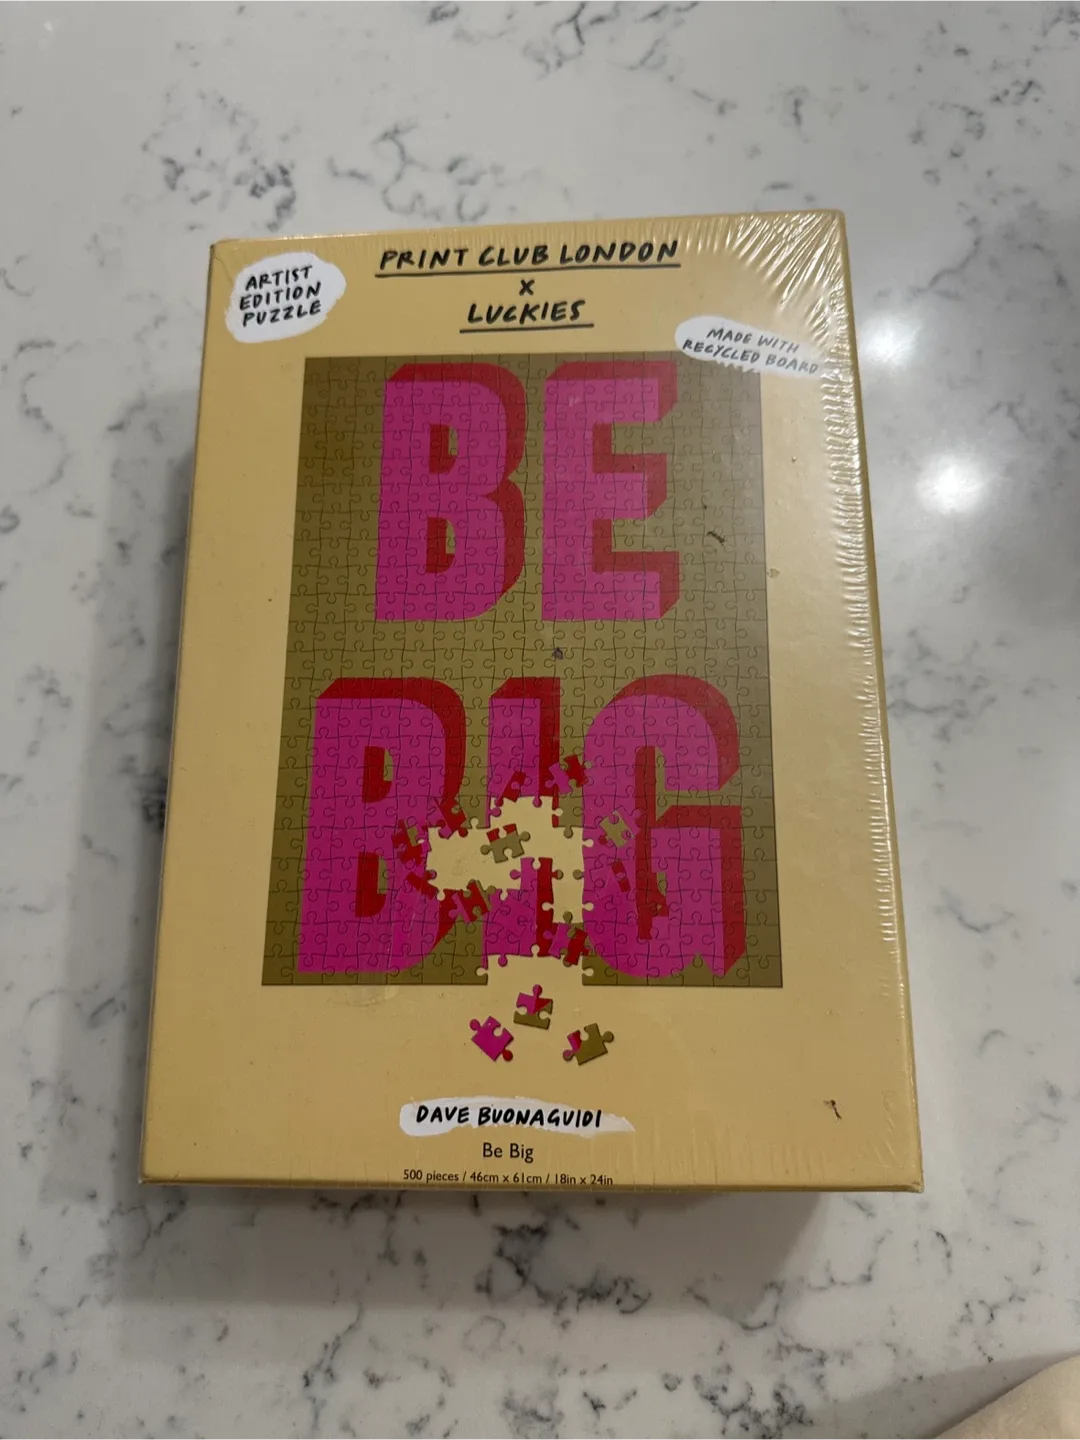 PRINT CLUB LONDON
X
LUCKIES
ARTIST
EDITION
PUZZLE
MADE WITH
RECYCLED BOARD
BE
BIG
DAVE BUONAGUIDI
Be Big
500 pieces / 46cm x 61cm / 18in x 24in